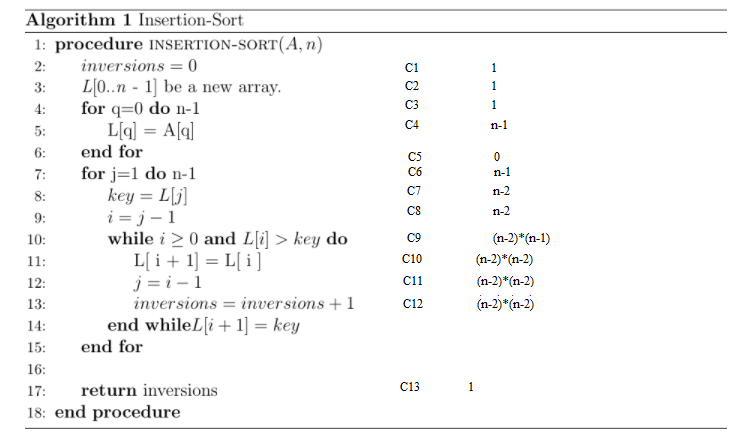 Algorithm 1 Insertion-Sort
1: procedure INSERTION-SORT(A, n)
2: inversions = 0 C1 1
3: L[0..n - 1] be a new array. C2 1
4: for q=0 do n-1 C3 1
5: L[q] = A[q] C4 n-1
6: end for C5 0
7: for j=1 do n-1 C6 n-1
8: key = L[j] C7 n-2
9: i = j − 1 C8 n-2
10: while i ≥ 0 and L[i] > key do C9 (n-2)*(n-1)
11: L[ i + 1] = L[ i ] C10 (n-2)*(n-2)
12: j = i − 1 C11 (n-2)*(n-2)
13: inversions = inversions + 1 C12 (n-2)*(n-2)
14: end whileL[i + 1] = key
15: end for
16:
17: return inversions C13 1
18: end procedure